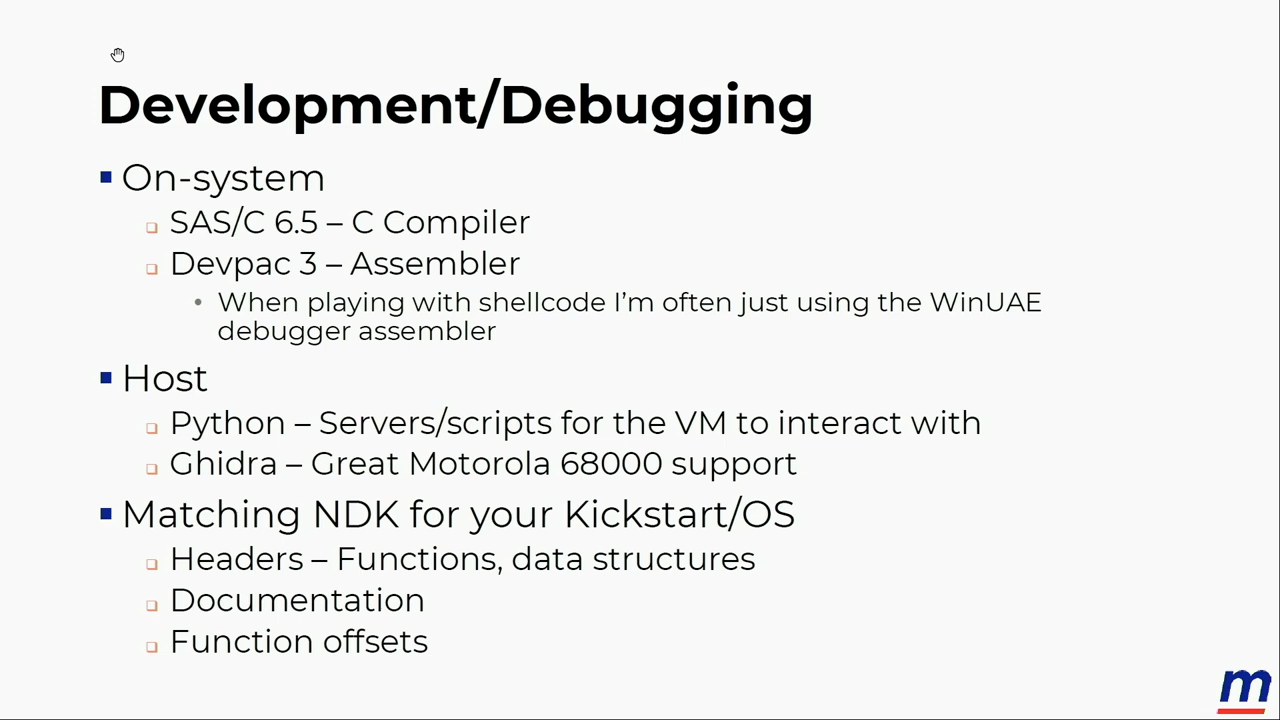 Development/Debugging
On-system
SAS/C 6.5 – C Compiler
Devpac 3 – Assembler
When playing with shellcode I’m often just using the WinUAE
debugger assembler
Host
Python – Servers/scripts for the VM to interact with
Ghidra – Great Motorola 68000 support
Matching NDK for your Kickstart/OS
Headers – Functions, data structures
Documentation
Function offsets
m